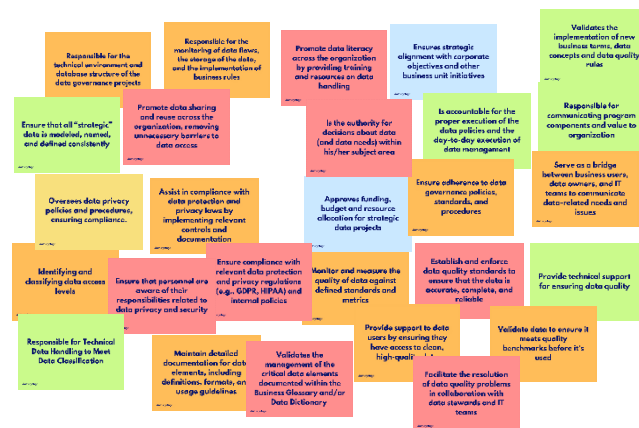 Responsible for the
technical environment and
database structure of the
data governance projects
Responsible for the
monitoring of data flows,
the storage of the data,
and the implementation of
business rules
Promote data literacy
across the organization
by providing training
and resources on data
handling
Ensures strategic
alignment with corporate
objectives and other
business unit initiatives
Validates the
implementation of new
business terms, data
concepts and data quality
rules
Ensure that all “strategic”
data is modeled, named,
and defined consistently
Promote data sharing
and reuse across the
organization, removing
unnecessary barriers to
data access
Is the authority for
decisions about data
(and data needs) within
his/her subject area
Is accountable for the
proper execution of the
data policies and the
day-to-day execution of
data management
Responsible for
communicating program
components and value to
organization
Oversees data privacy
policies and procedures,
ensuring compliance.
Assist in compliance with
data protection and
privacy laws by
implementing relevant
controls and
documentation
Approves funding,
budget and resource
allocation for strategic
data projects
Ensure adherence to data
governance policies,
standards, and
procedures
Serve as a bridge
between business users,
data owners, and IT
teams to communicate
data-related needs and
issues
Identifying and
classifying data access
levels
Ensure that personnel are
aware of their
responsibilities related to
data privacy and security
Ensure compliance with
relevant data protection
and privacy regulations
(e.g., GDPR, HIPAA) and
internal policies
Monitor and measure the
quality of data against
defined standards and
metrics
Establish and enforce
data quality standards to
ensure that the data is
accurate, complete, and
reliable
Provide technical support
for ensuring data quality
Responsible for Technical
Data Handling to Meet
Data Classification
Maintain detailed
documentation for data
elements, including
definitions, formats, and
usage guidelines
Validates the
management of the
critical data elements
documented within the
Business Glossary and/or
Data Dictionary
Provide support to data
users by ensuring they
have access to clean,
high-quality
Facilitate the resolution
of data quality problems
in collaboration with
data stewards and IT
teams
Validate data to ensure it
meets quality
benchmarks before it's
used